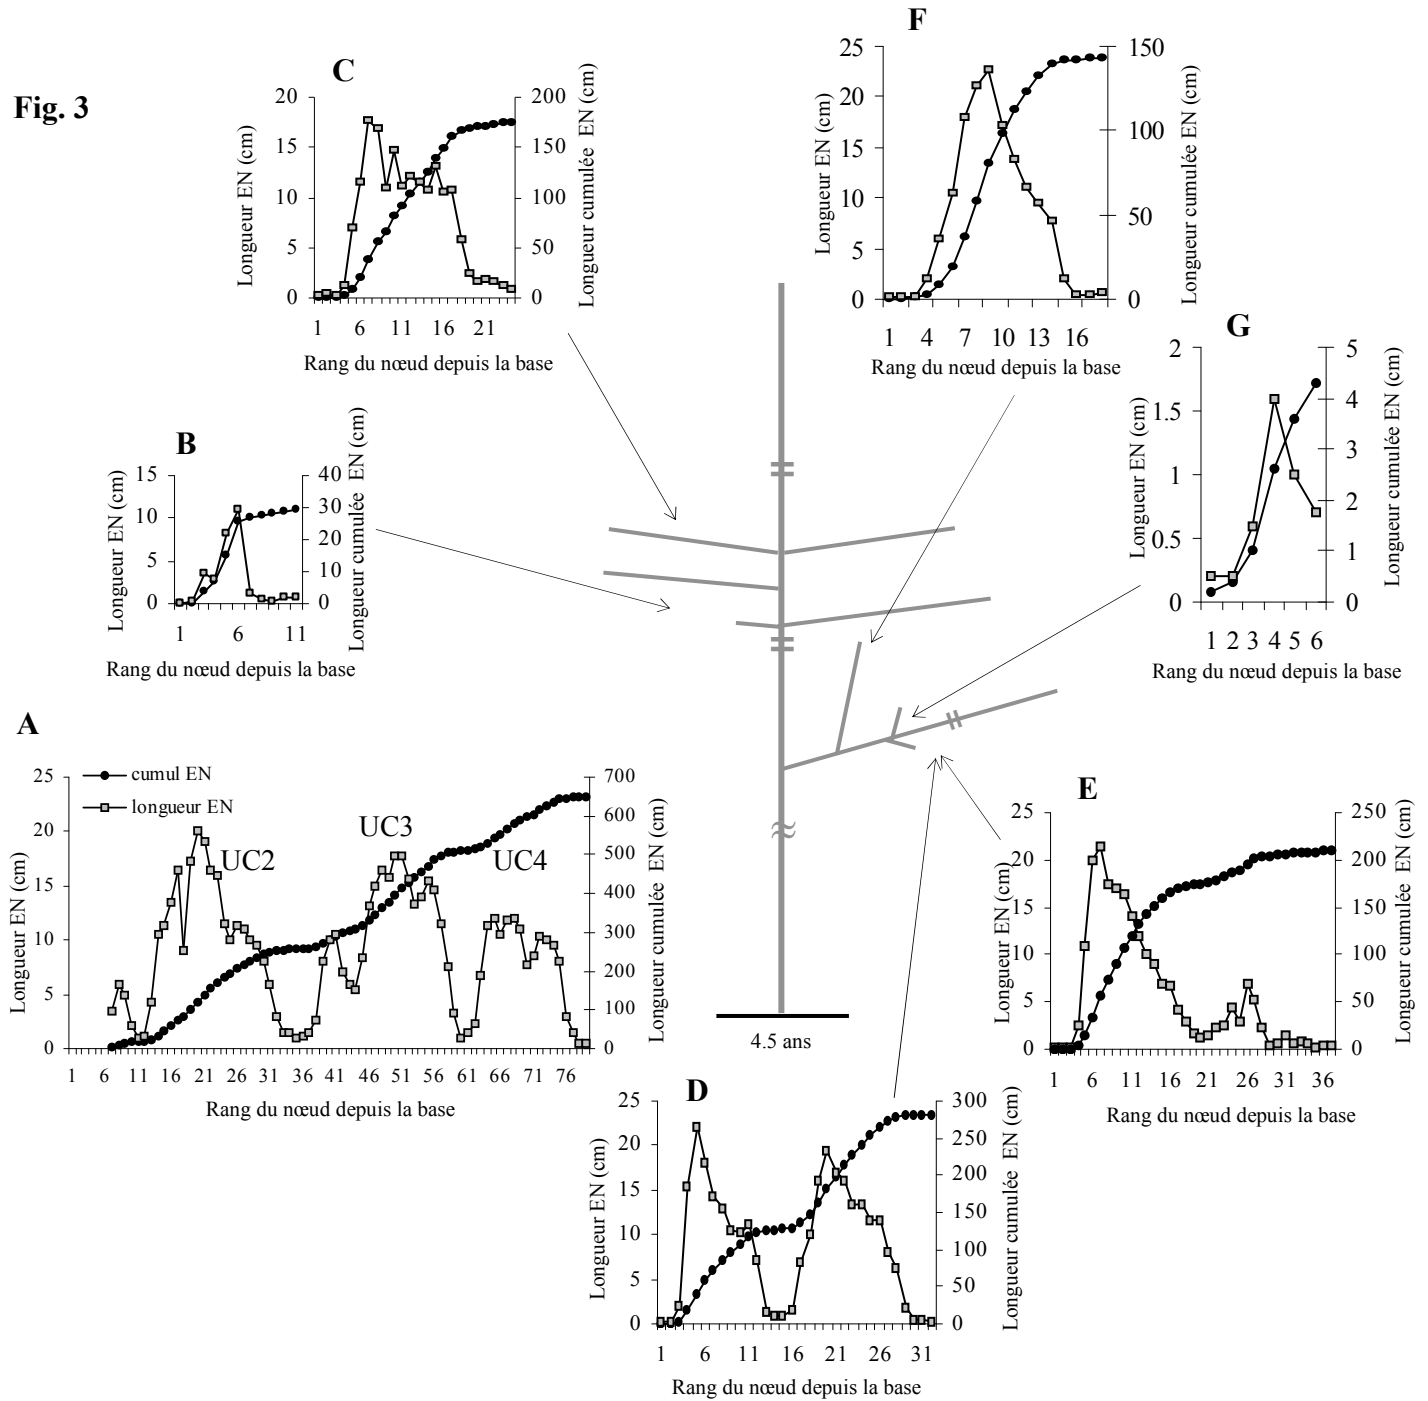 Fig. 3
C
Longueur EN (cm)
20
15
10
5
0
200
150
100
50
0
Longueur cumulée EN (cm)
1 6 11 16 21
Rang du nœud depuis la base
F
Longueur EN (cm)
25
20
15
10
5
0
150
100
50
0
Longueur cumulée EN (cm)
1 4 7 10 13 16
Rang du nœud depuis la base
G
Longueur EN (cm)
2
1.5
1
0.5
0
5
4
3
2
1
0
Longueur cumulée EN (cm)
1 2 3 4 5 6
Rang du nœud depuis la base
B
Longueur EN (cm)
15
10
5
0
40
30
20
10
0
Longueur cumulée EN (cm)
1 6 11
Rang du nœud depuis la base
A
cumul EN
longueur EN
UC2
UC3
UC4
Longueur EN (cm)
25
20
15
10
5
0
700
600
500
400
300
200
100
0
Longueur cumulée EN (cm)
1 6 11 16 21 26 31 36 41 46 51 56 61 66 71 76
Rang du nœud depuis la base
≈
4.5 ans
E
Longueur EN (cm)
25
20
15
10
5
0
250
200
150
100
50
0
Longueur cumulée EN (cm)
1 6 11 16 21 26 31 36
Rang du nœud depuis la base
D
Longueur EN (cm)
25
20
15
10
5
0
300
250
200
150
100
50
0
Longueur cumulée EN (cm)
1 6 11 16 21 26 31
Rang du nœud depuis la base